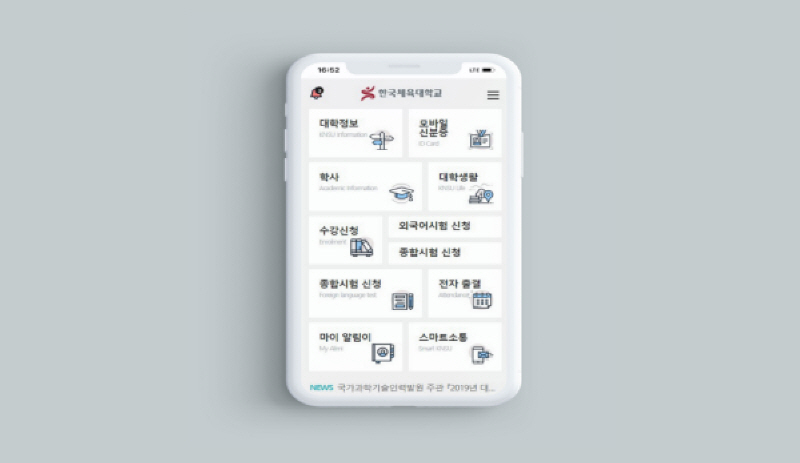 16:52
LTE
한국체육대학교
대학정보
KNSU Information
모바일
신분증
ID Card
학사
Academic Information
대학생활
KNSU Life
수강신청
Enrolment
외국어시험 신청
종합시험 신청
종합시험 신청
Foreign language test
전자 출결
Attendance
마이 알림이
My Alimi
스마트소통
Smart KNSU
NEWS 국가과학기술인력발원 주관 『2019년 대...